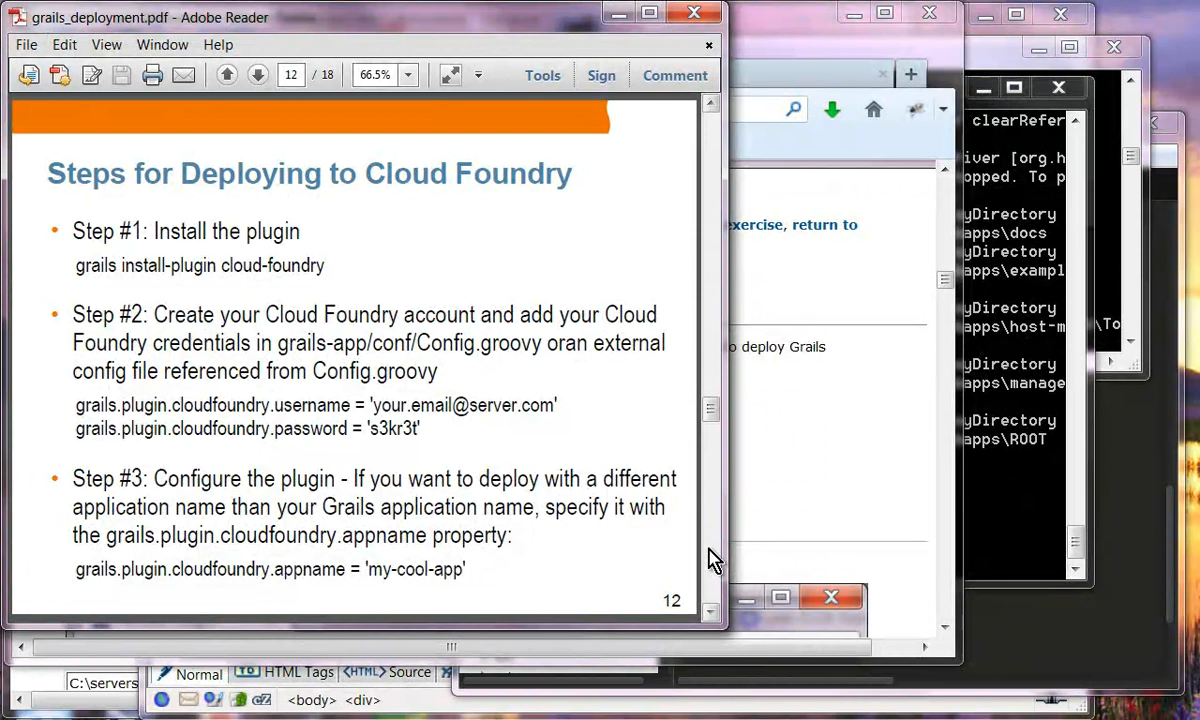 grails_deployment.pdf - Adobe Reader
File Edit View Window Help
12 / 18 66.5% Tools Sign Comment
Steps for Deploying to Cloud Foundry
• Step #1: Install the plugin
grails install-plugin cloud-foundry
• Step #2: Create your Cloud Foundry account and add your Cloud
Foundry credentials in grails-app/conf/Config.groovy oran external
config file referenced from Config.groovy
grails.plugin.cloudfoundry.username = 'your.email@server.com'
grails.plugin.cloudfoundry.password = 's3kr3t'
• Step #3: Configure the plugin - If you want to deploy with a different
application name than your Grails application name, specify it with
the grails.plugin.cloudfoundry.appname property:
grails.plugin.cloudfoundry.appname = 'my-cool-app'
12
exercise, return to
o deploy Grails
clearRefer
iver [org.h
opped. To p
yDirectory
apps\docs
yDirectory
apps\exampl
yDirectory
apps\host-m
\To
yDirectory
apps\manage
yDirectory
apps\ROOT
C:\servers
Normal HTML Tags <HTML> Source
<body> <div>